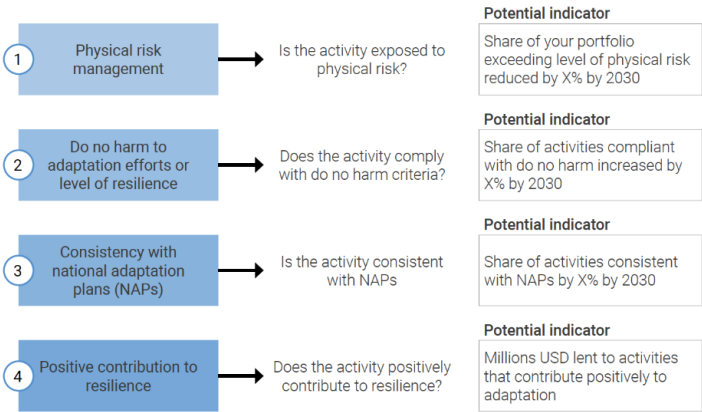 Potential indicator
1
Physical risk
management
Is the activity exposed to
physical risk?
Share of your portfolio
exceeding level of physical risk
reduced by X% by 2030
Potential indicator
2
Do no harm to
adaptation efforts or
level of resilience
Does the activity comply
with do no harm criteria?
Share of activities compliant
with do no harm increased by
X% by 2030
Potential indicator
3
Consistency with
national adaptation
plans (NAPs)
Is the activity consistent
with NAPs
Share of activities consistent
with NAPs by X% by 2030
Potential indicator
4
Positive contribution to
resilience
Does the activity positively
contribute to resilience?
Millions USD lent to activities
that contribute positively to
adaptation